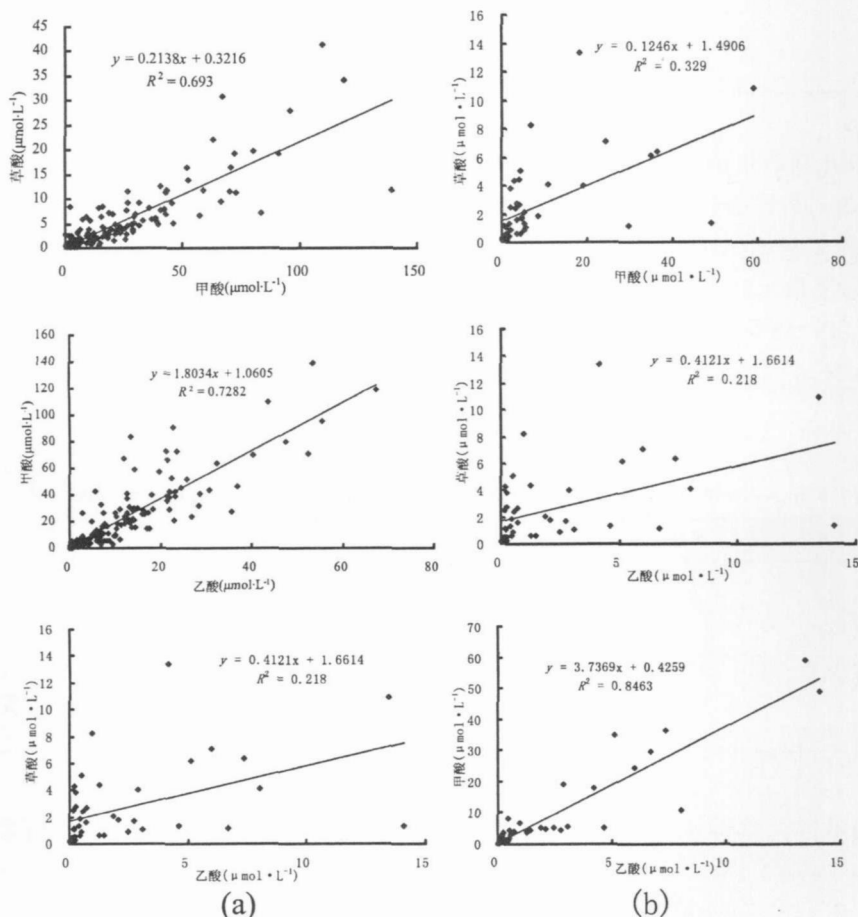 45
40
35
30
25
20
15
10
5
0
y = 0.2138x + 0.3216
R² = 0.693
草酸(μmol·L⁻¹)
0 50 100 150
甲酸(μmol·L⁻¹)
16
14
12
10
8
6
4
2
0
y = 0.1246x + 1.4906
R² = 0.329
草酸(μmol·L⁻¹)
0 20 40 60 80
甲酸(μmol·L⁻¹)
160
140
120
100
80
60
40
20
0
y = 1.8034x + 1.0605
R² = 0.7282
甲酸(μmol·L⁻¹)
0 20 40 60 80
乙酸(μmol·L⁻¹)
16
14
12
10
8
6
4
2
0
y = 0.4121x + 1.6614
R² = 0.218
草酸(μmol·L⁻¹)
0 5 10 15
乙酸(μmol·L⁻¹)
16
14
12
10
8
6
4
2
0
y = 0.4121x + 1.6614
R² = 0.218
草酸(μmol·L⁻¹)
0 5 10 15
乙酸(μmol·L⁻¹)
70
60
50
40
30
20
10
0
y = 3.7369x + 0.4259
R² = 0.8463
甲酸(μmol·L⁻¹)
0 5 10 15
乙酸(μmol·L⁻¹)
(a) (b)